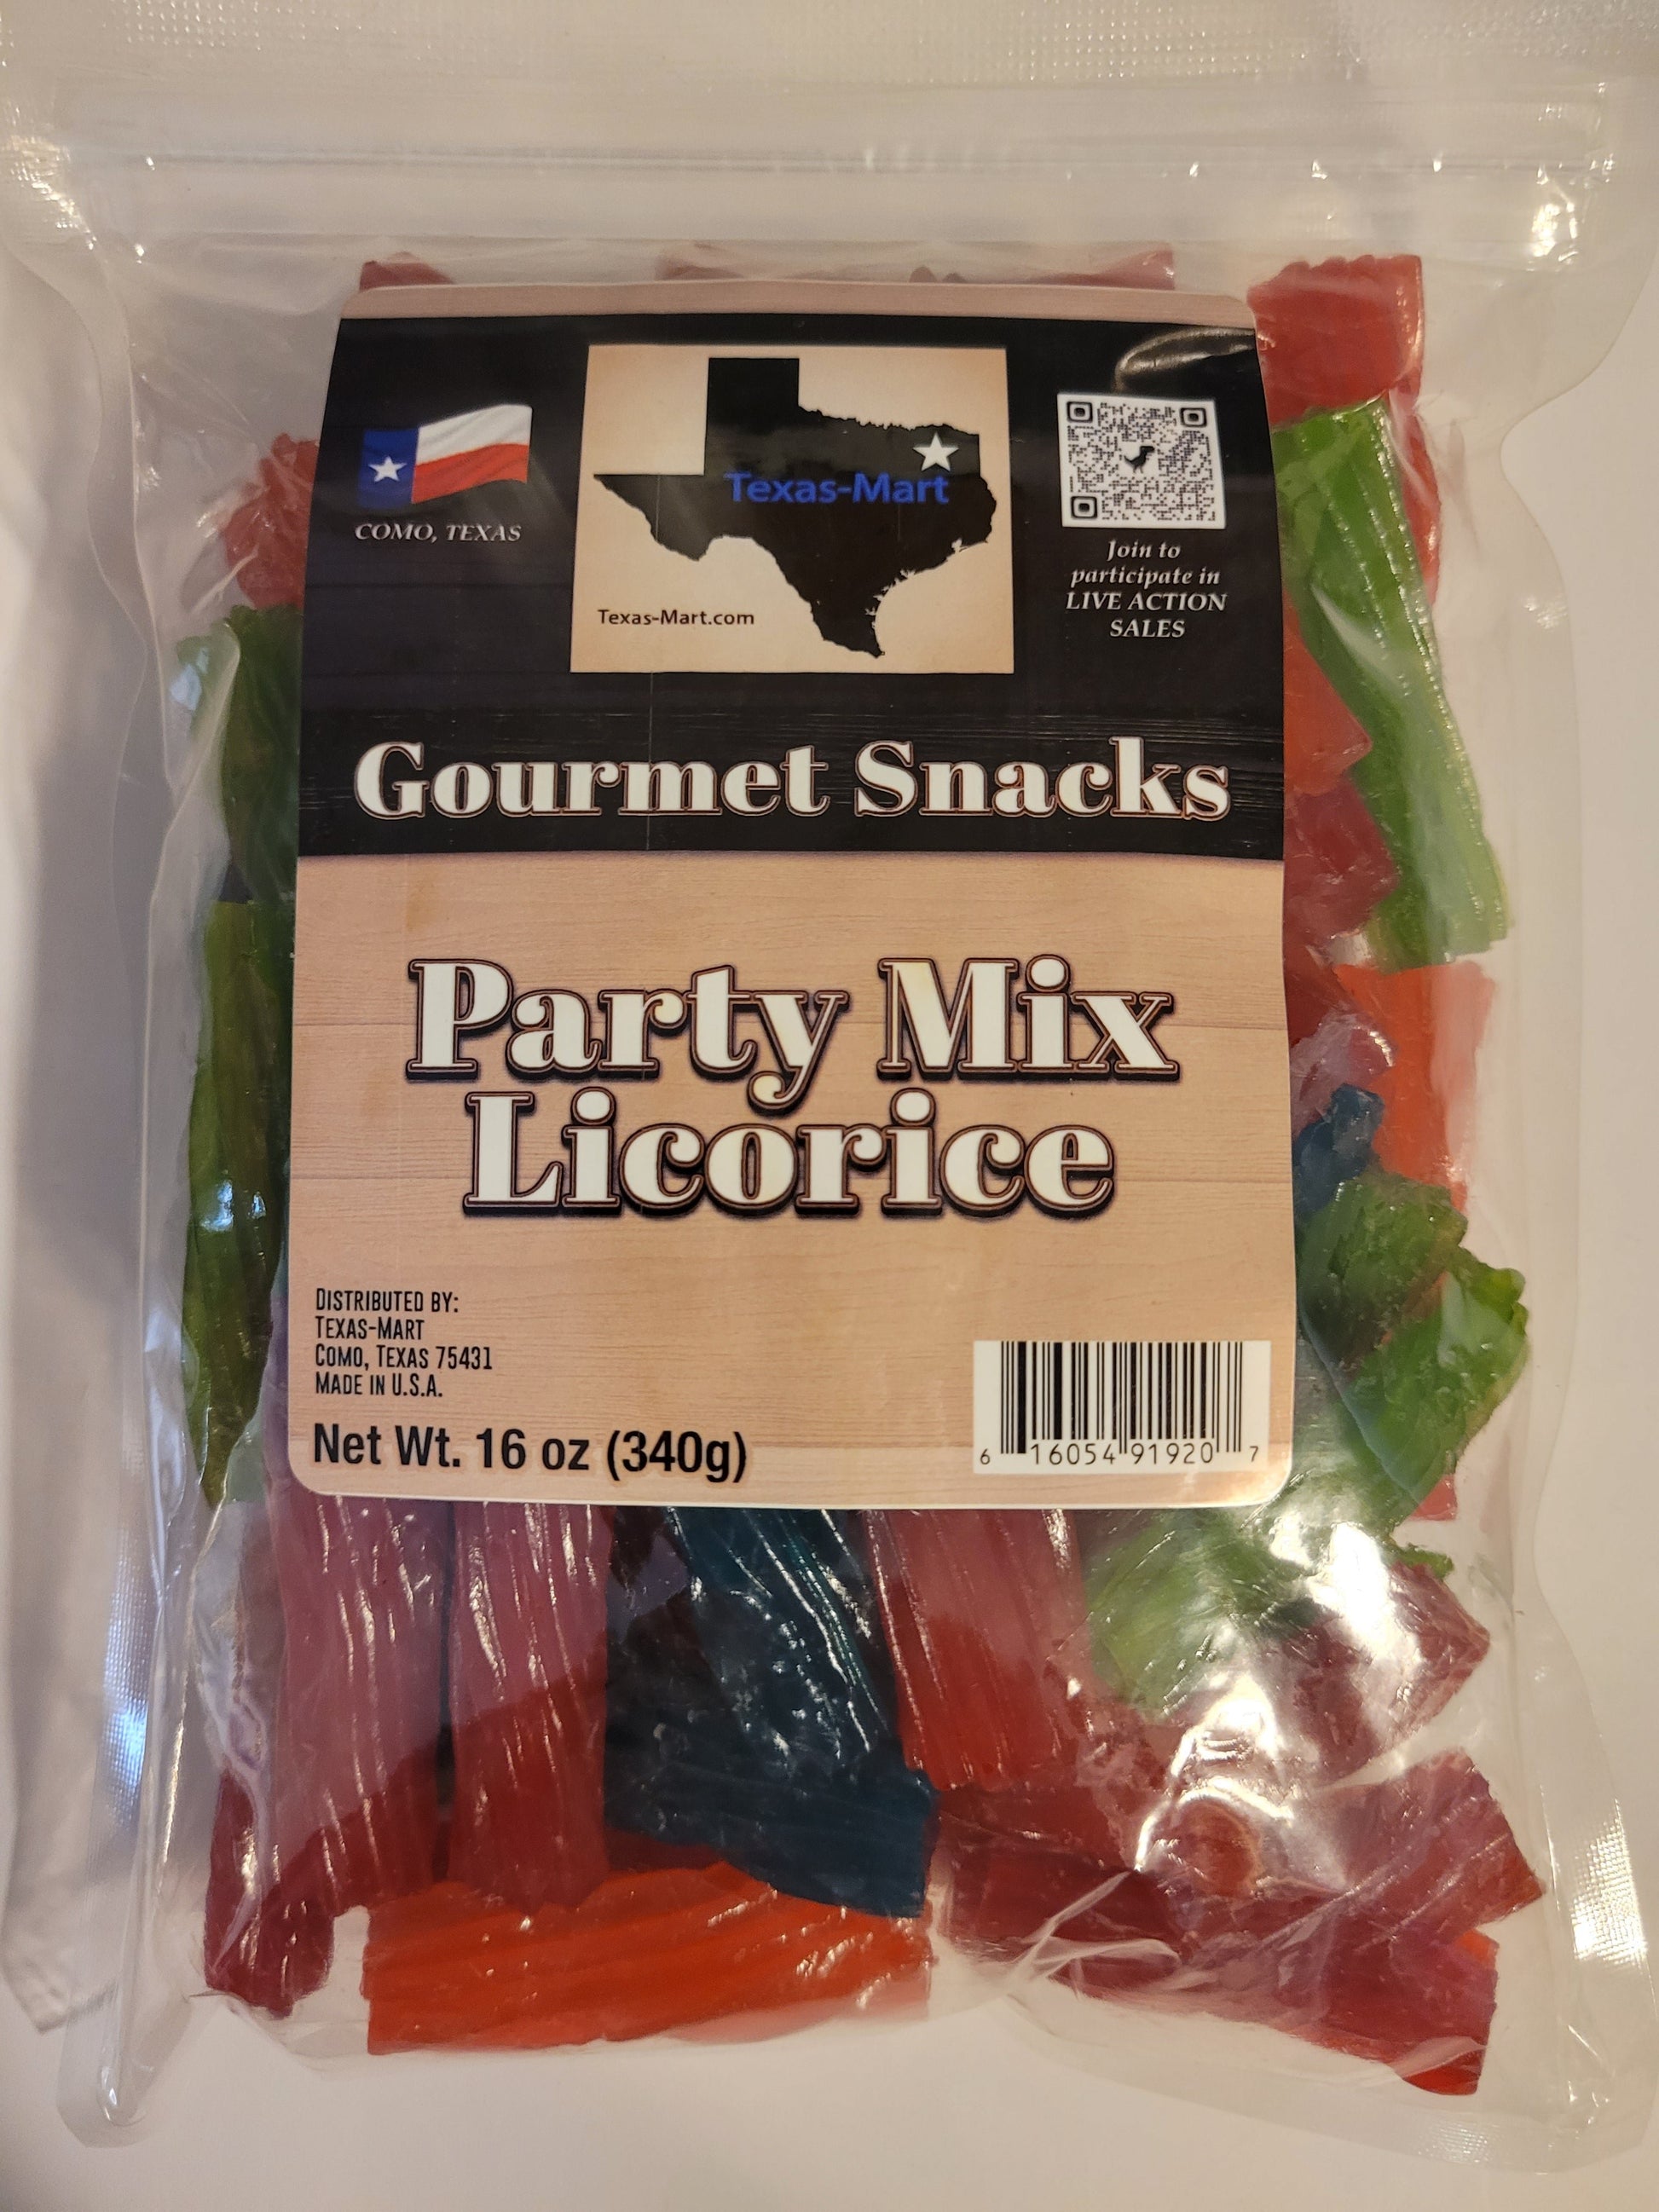 COMO, TEXAS
Texas-Mart
Texas-Mart.com
Join to
participate in
LIVE ACTION
SALES
Gourmet Snacks
Party Mix
Licorice
DISTRIBUTED BY:
TEXAS-MART
COMO, TEXAS 75431
MADE IN U.S.A.
Net Wt. 16 oz (340g)
6 16054 91920 7